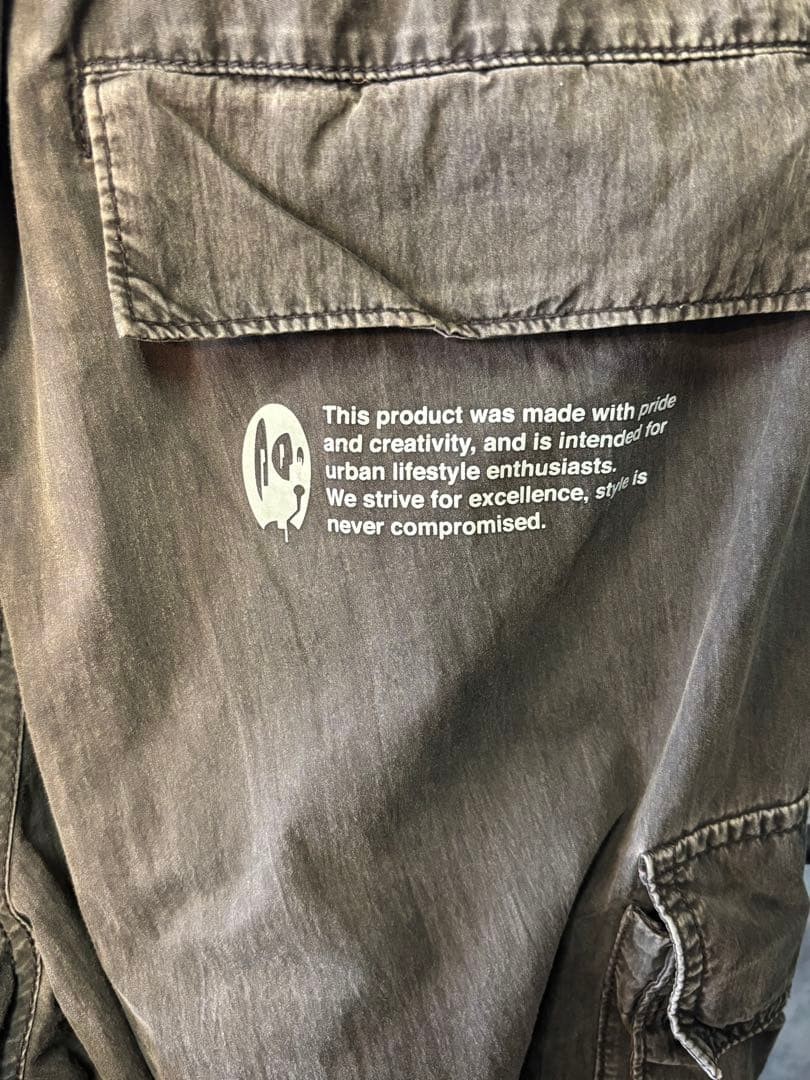 This product was made with pride
and creativity, and is intended for
urban lifestyle enthusiasts.
We strive for excellence, style is
never compromised.